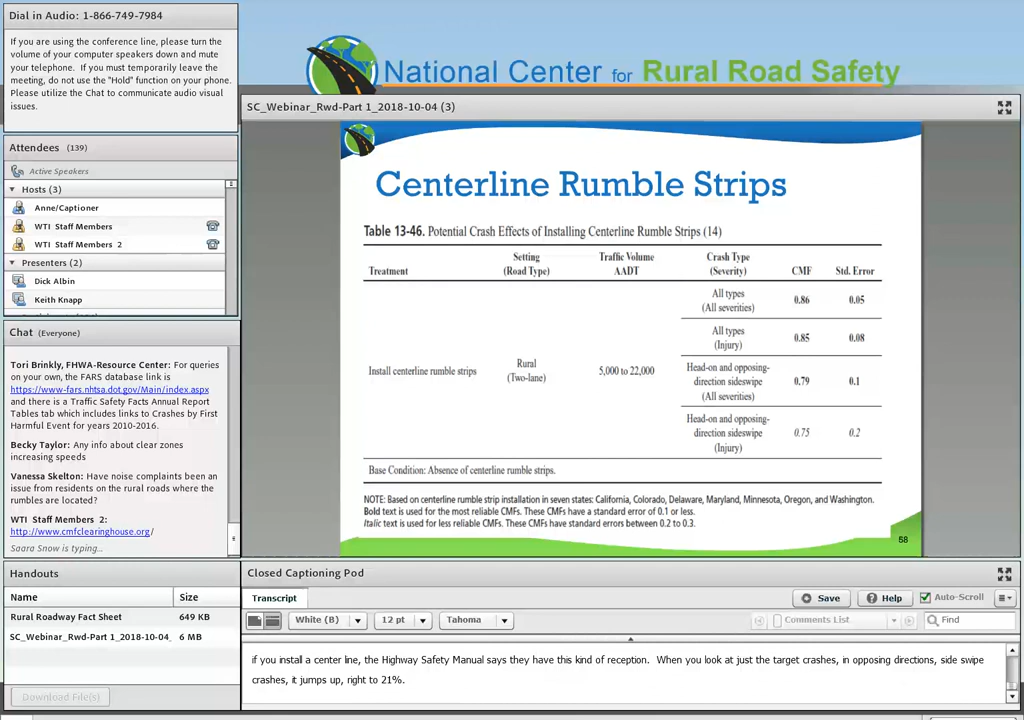 Dial in Audio: 1-866-749-7984
If you are using the conference line, please turn the
volume of your computer speakers down and mute
your telephone. If you must temporarily leave the
meeting, do not use the "Hold" function on your phone.
Please utilize the Chat to communicate audio visual
issues.
National Center for Rural Road Safety
SC_Webinar_Rwd-Part 1_2018-10-04 (3)
Attendees (139)
Active Speakers
Hosts (3)
Anne/Captioner
WTI Staff Members
WTI Staff Members 2
Presenters (2)
Dick Albin
Keith Knapp
Chat (Everyone)
Tori Brinkly, FHWA-Resource Center: For queries
on your own, the FARS database link is
https://www-fars.nhtsa.dot.gov/Main/index.aspx
and there is a Traffic Safety Facts Annual Report
Tables tab which includes links to Crashes by First
Harmful Event for years 2010-2016.
Becky Taylor: Any info about clear zones
increasing speeds
Vanessa Skelton: Have noise complaints been an
issue from residents on the rural roads where the
rumbles are located?
WTI Staff Members 2:
http://www.cmfclearinghouse.org/
Saara Snow is typing...
Centerline Rumble Strips
Table 13-46. Potential Crash Effects of Installing Centerline Rumble Strips (14)
Treatment
Setting
(Road Type)
Traffic Volume
AADT
Crash Type
(Severity)
CMF
Std. Error
Install centerline rumble strips
Rural
(Two-lane)
5,000 to 22,000
All types
(All severities)
0.86
0.05
All types
(Injury)
0.85
0.08
Head-on and opposing-
direction sideswipe
(All severities)
0.79
0.1
Head-on and opposing-
direction sideswipe
(Injury)
0.75
0.2
Base Condition: Absence of centerline rumble strips.
NOTE: Based on centerline rumble strip installation in seven states: California, Colorado, Delaware, Maryland, Minnesota, Oregon, and Washington.
Bold text is used for the most reliable CMFs. These CMFs have a standard error of 0.1 or less.
Italic text is used for less reliable CMFs. These CMFs have standard errors between 0.2 to 0.3.
58
Handouts
Name Size
Rural Roadway Fact Sheet 649 KB
SC_Webinar_Rwd-Part 1_2018-10-04_ 6 MB
Download File(s)
Closed Captioning Pod
Transcript
Save
Help
Auto-Scroll
White (B)
12 pt
Tahoma
Comments List
Find
if you install a center line, the Highway Safety Manual says they have this kind of reception. When you look at just the target crashes, in opposing directions, side swipe
crashes, it jumps up, right to 21%.